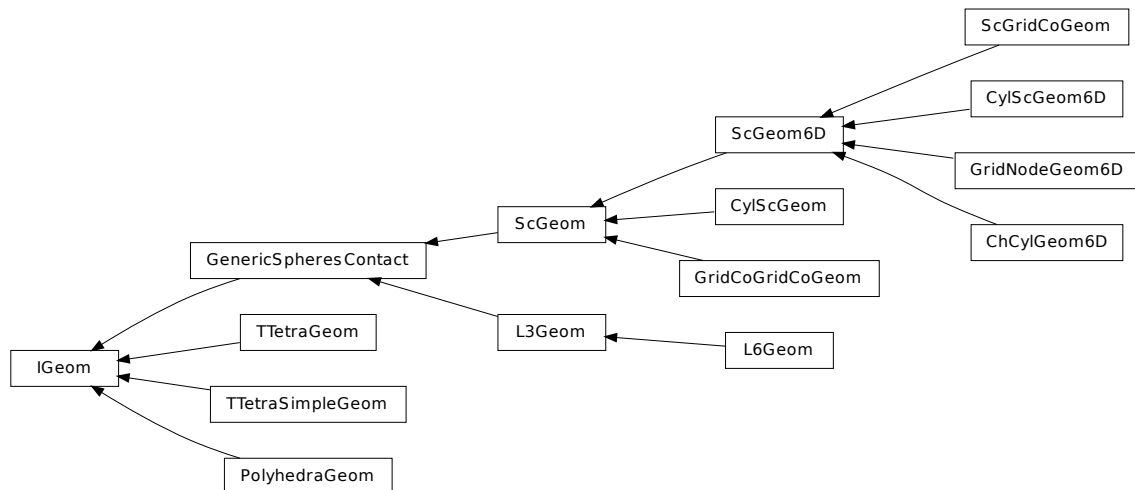 ScGridCoGeom
CylScGeom6D
ScGeom6D
GridNodeGeom6D
CylScGeom
ScGeom
ChCylGeom6D
GenericSpheresContact
GridCoGridCoGeom
TTetraGeom
L3Geom
L6Geom
IGeom
TTetraSimpleGeom
PolyhedraGeom